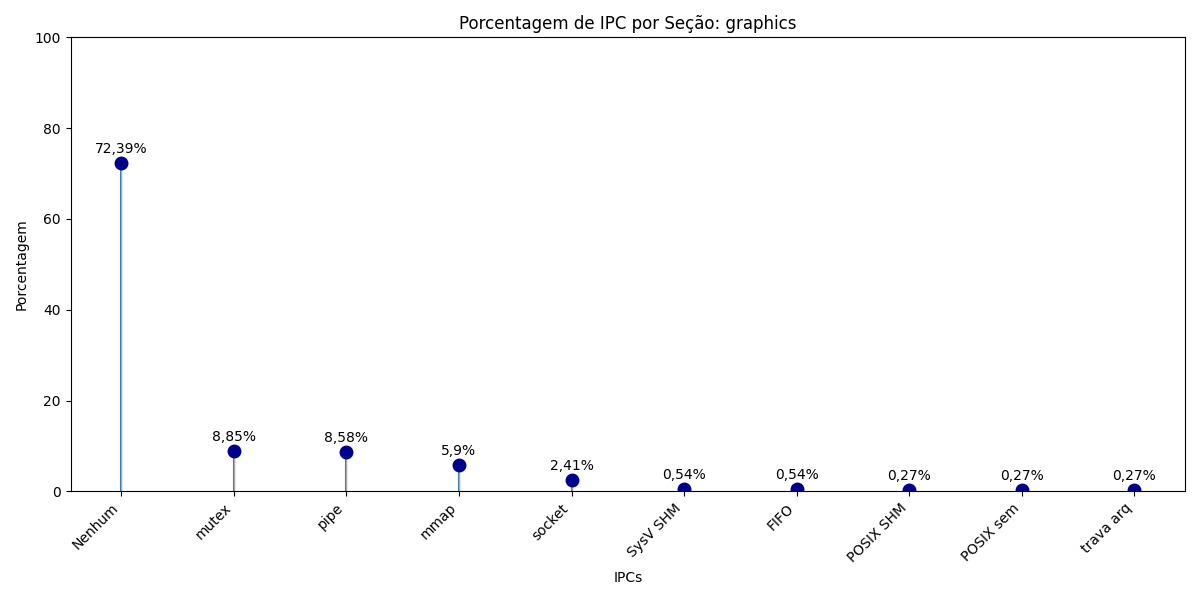 Porcentagem de IPC por Seção: graphics
Porcentagem
100
80
60
40
20
0
72,39%
8,85%
8,58%
5,9%
2,41%
0,54%
0,54%
0,27%
0,27%
0,27%
Nenhum
mutex
pipe
mmap
socket
SysV SHM
FIFO
POSIX SHM
POSIX sem
trava arq
IPCs